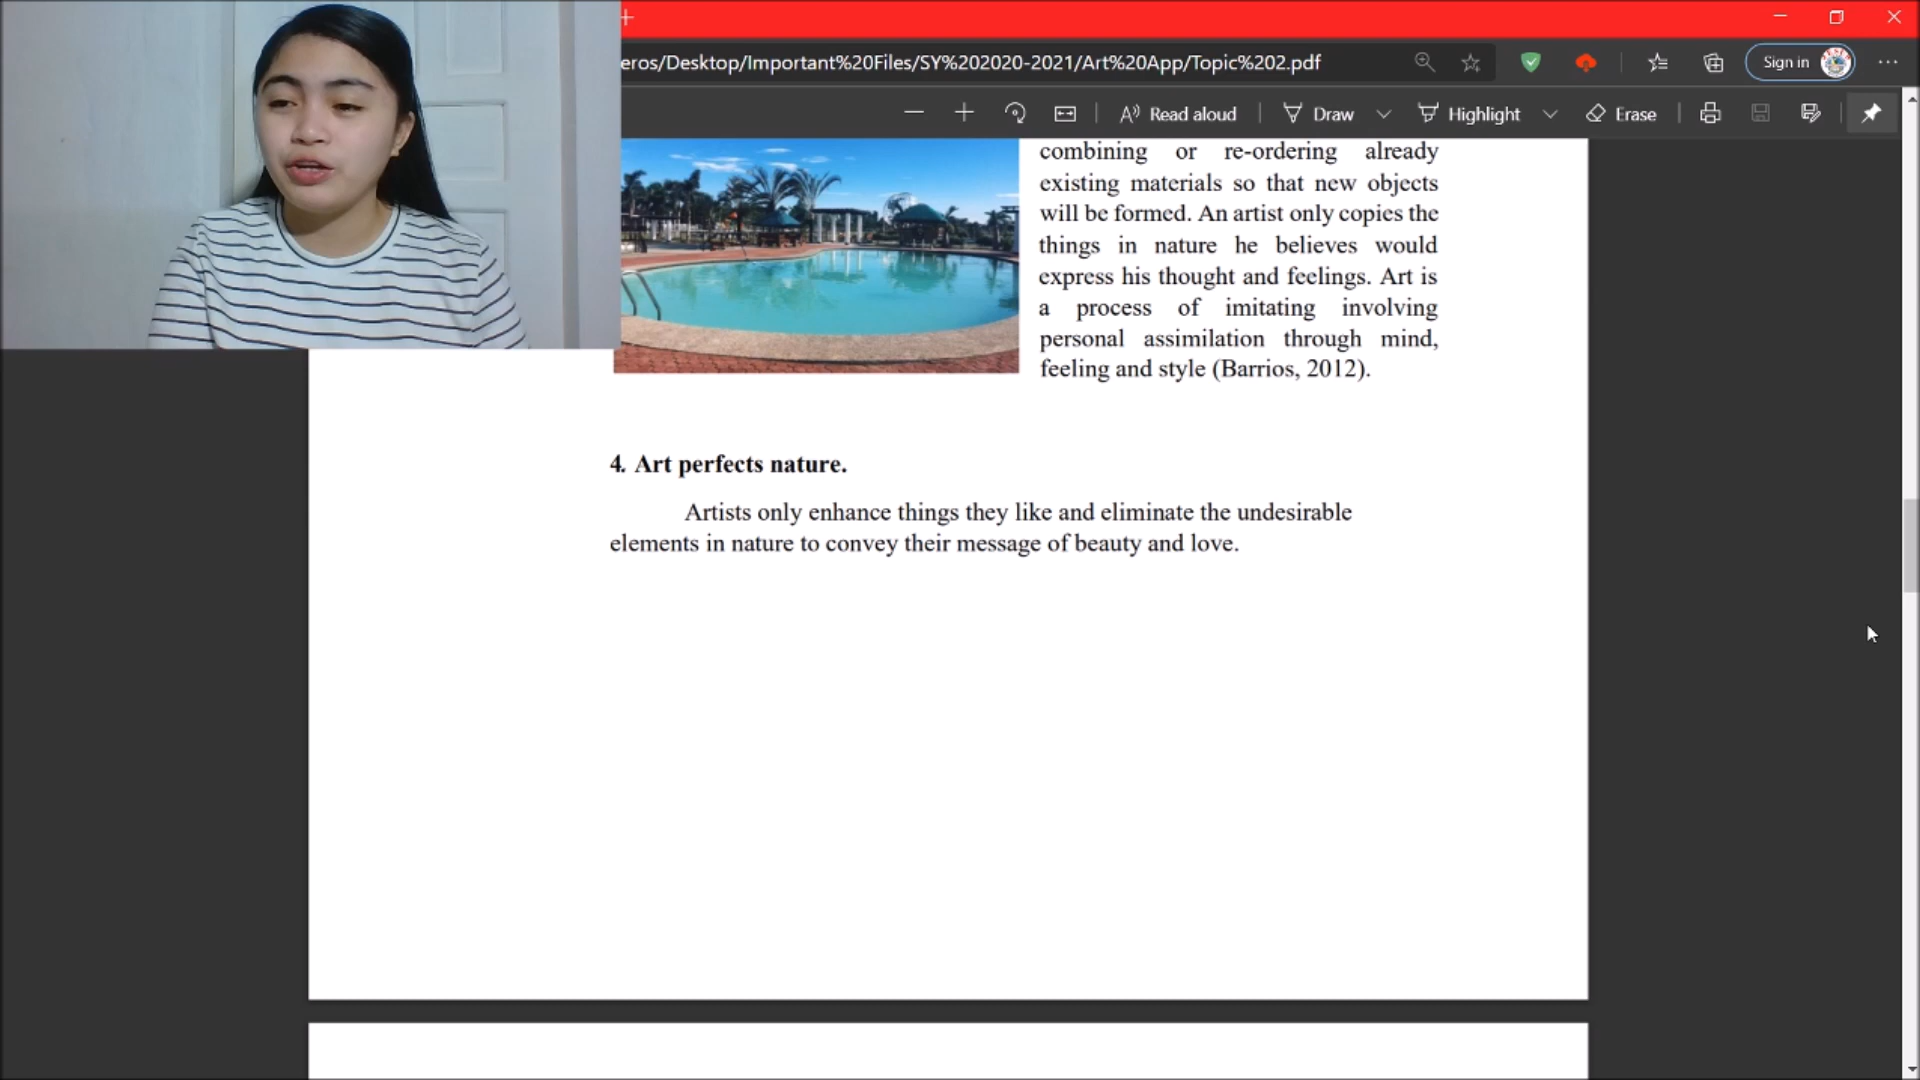 eros/Desktop/Important%20Files/SY%202020-2021/Art%20App/Topic%202.pdf
Sign in
Read aloud
Draw
Highlight
Erase
combining or re-ordering already
existing materials so that new objects
will be formed. An artist only copies the
things in nature he believes would
express his thought and feelings. Art is
a process of imitating involving
personal assimilation through mind,
feeling and style (Barrios, 2012).
4. Art perfects nature.
Artists only enhance things they like and eliminate the undesirable
elements in nature to convey their message of beauty and love.